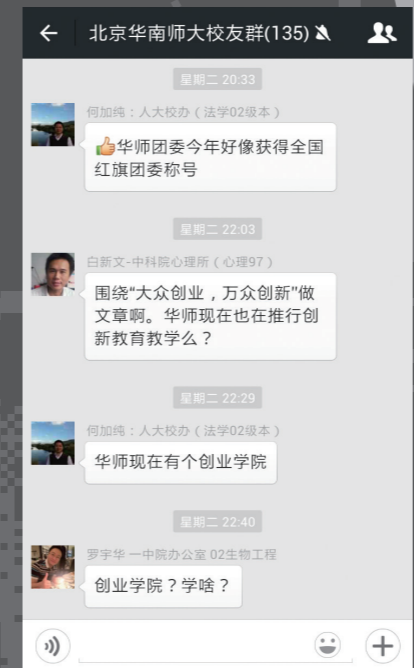 北京华南师大校友群(135)
星期二 20:33
何加纯：人大校办（法学02级本）
👍华师团委今年好像获得全国
红旗团委称号
星期二 22:03
白新文-中科院心理所（心理97）
围绕“大众创业，万众创新”做
文章啊。华师现在也在推行创
新教育教学么？
星期二 22:29
何加纯：人大校办（法学02级本）
华师现在有个创业学院
星期二 22:40
罗宇华 一中院办公室 02生物工程
创业学院？学啥？